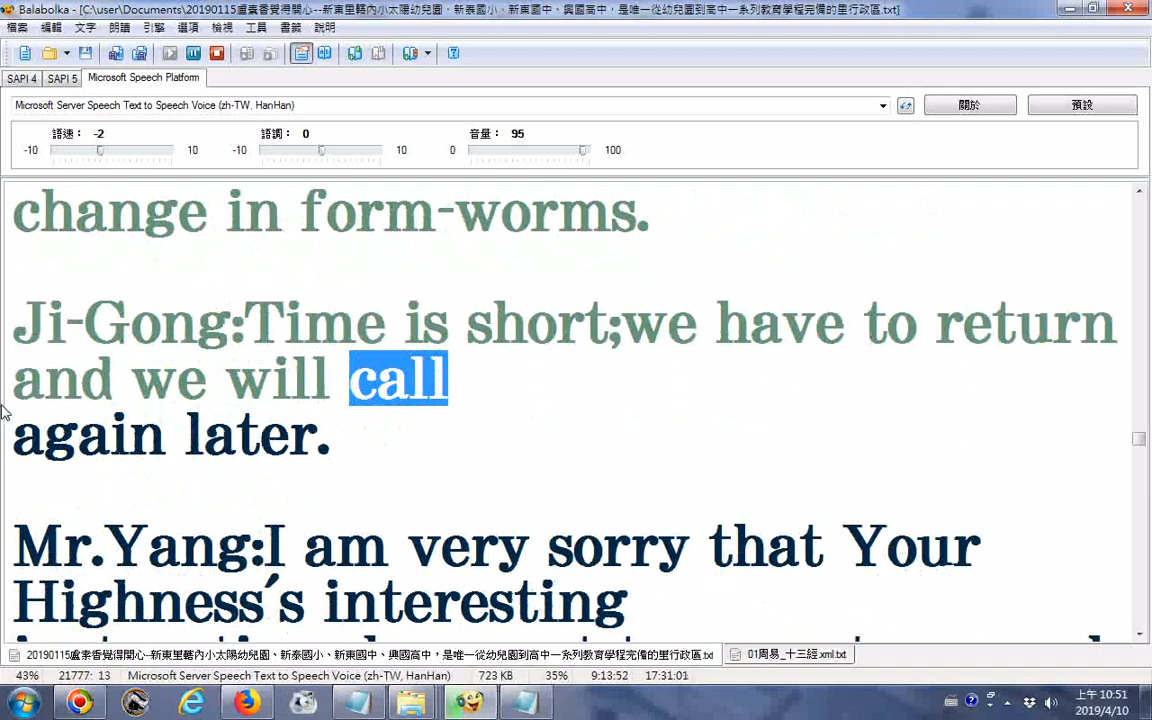 Balabolka - [C:\user\Documents\20190115盧素香覺得開心--新東里轄內小太陽幼兒園、新泰國小、新東國中、興國高中，是唯一從幼兒園到高中一系列教育學程完備的里行政區.txt]
檔案 編輯 文字 朗讀 引擎 選項 檢視 工具 書籤 說明
SAPI 4 SAPI 5 Microsoft Speech Platform
Microsoft Server Speech Text to Speech Voice (zh-TW, HanHan) 關於 預設
語速： -2 語調： 0 音量： 95
-10 10 -10 10 0 100
change in form-worms.
Ji-Gong:Time is short;we have to return
and we will call
again later.
Mr.Yang:I am very sorry that Your
Highness's interesting
20190115盧素香覺得開心--新東里轄內小太陽幼兒園、新泰國小、新東國中、興國高中，是唯一從幼兒園到高中一系列教育學程完備的里行政區.txt 01周易_十三經.xml.txt
43% 21777: 13 Microsoft Server Speech Text to Speech Voice (zh-TW, HanHan) 723 KB 35% 9:13:52 17:31:01
上午 10:51
2019/4/10